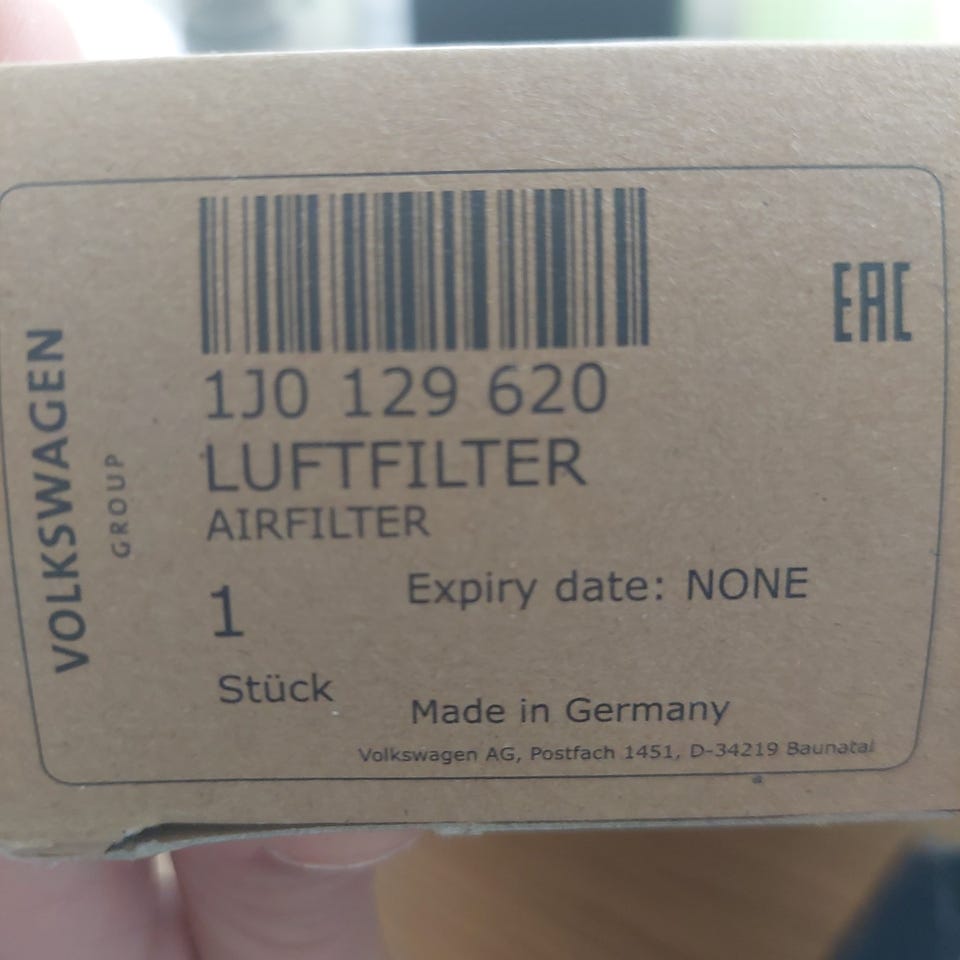 VOLKSWAGEN
GROUP
EAC
1J0 129 620
LUFTFILTER
AIRFILTER
1
Expiry date: NONE
Stück
Made in Germany
Volkswagen AG, Postfach 1451, D-34219 Baunatal